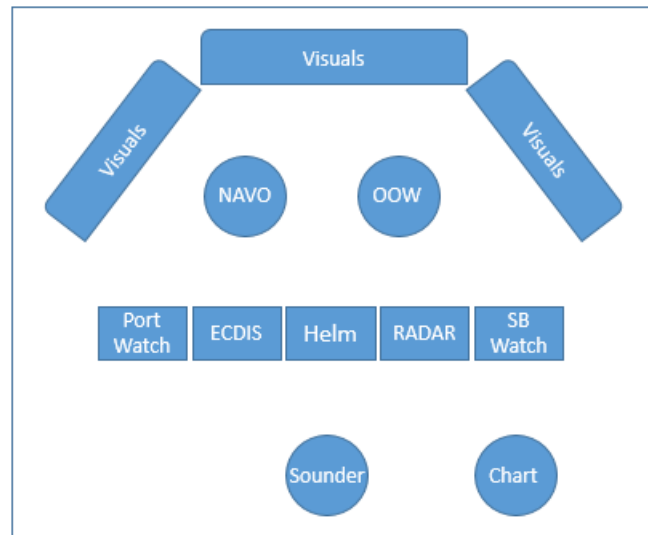 Visuals
Visuals
Visuals
NAVO
OOW
Port
Watch
ECDIS
Helm
RADAR
SB
Watch
Sounder
Chart